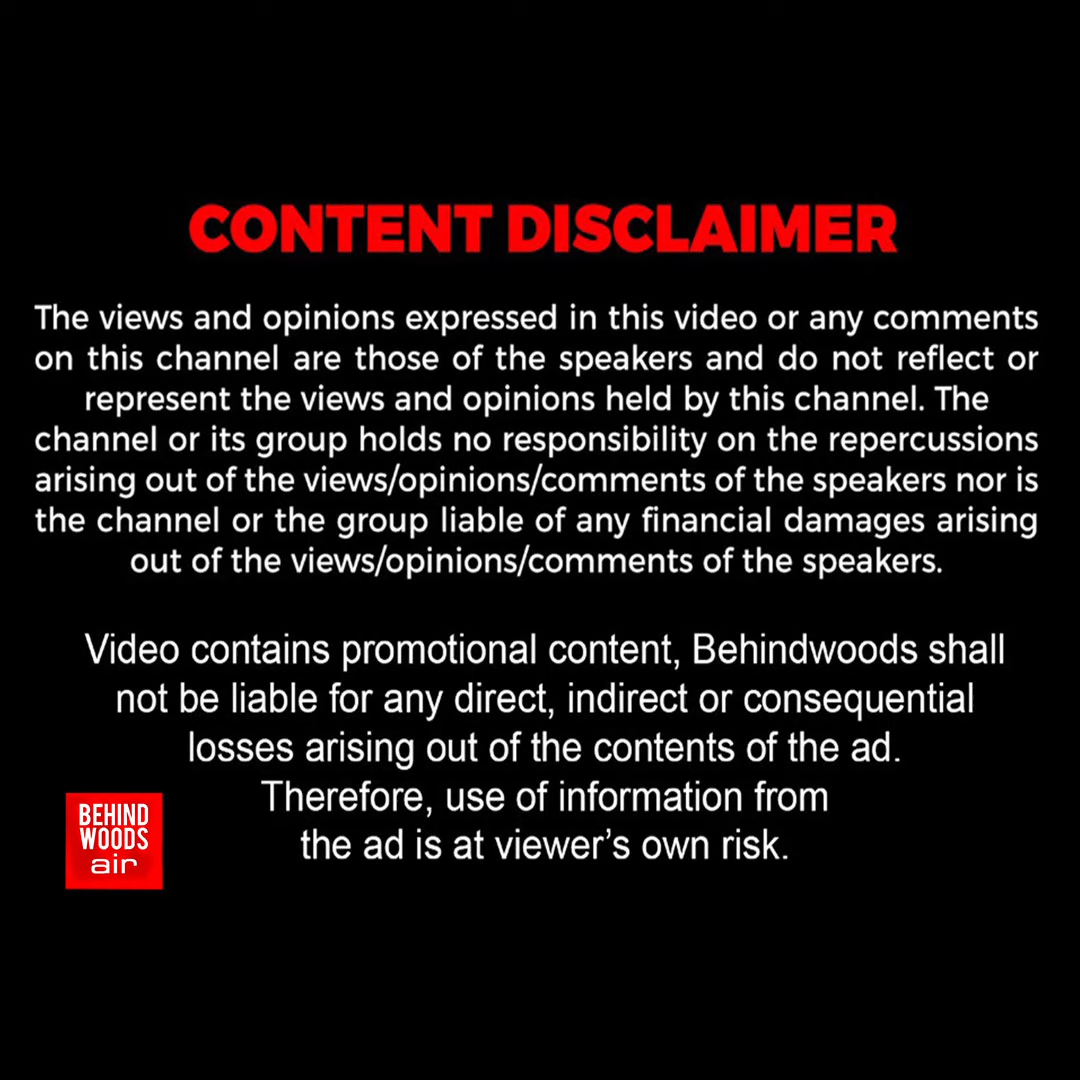 CONTENT DISCLAIMER
The views and opinions expressed in this video or any comments
on this channel are those of the speakers and do not reflect or
represent the views and opinions held by this channel. The
channel or its group holds no responsibility on the repercussions
arising out of the views/opinions/comments of the speakers nor is
the channel or the group liable of any financial damages arising
out of the views/opinions/comments of the speakers.
Video contains promotional content, Behindwoods shall
not be liable for any direct, indirect or consequential
losses arising out of the contents of the ad.
Therefore, use of information from
the ad is at viewer's own risk.
BEHIND
WOODS
air